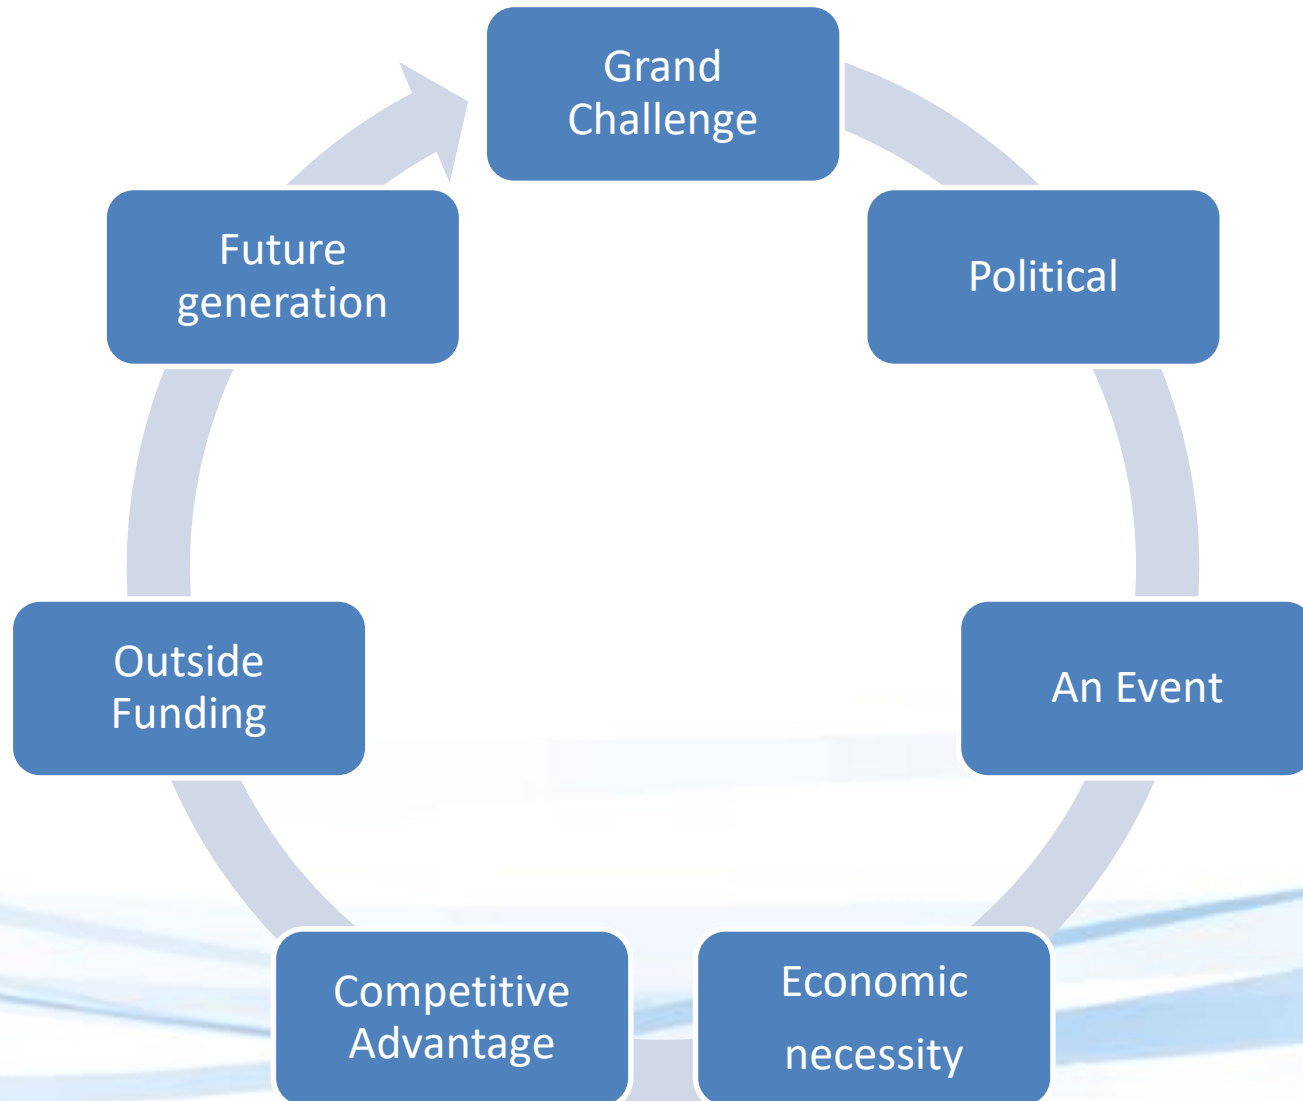 Grand
Challenge
Political
An Event
Economic
necessity
Competitive
Advantage
Outside
Funding
Future
generation